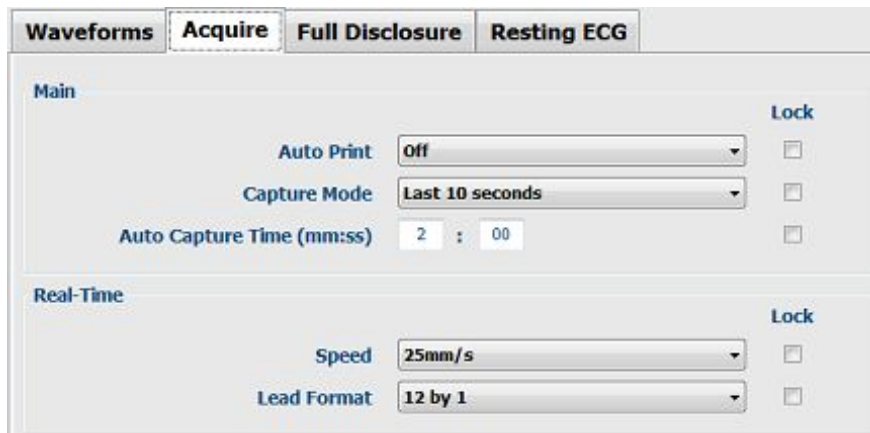 Waveforms Acquire Full Disclosure Resting ECG
Main
Lock
Auto Print Off
Capture Mode Last 10 seconds
Auto Capture Time (mm:ss) 2 : 00
Real-Time
Lock
Speed 25mm/s
Lead Format 12 by 1